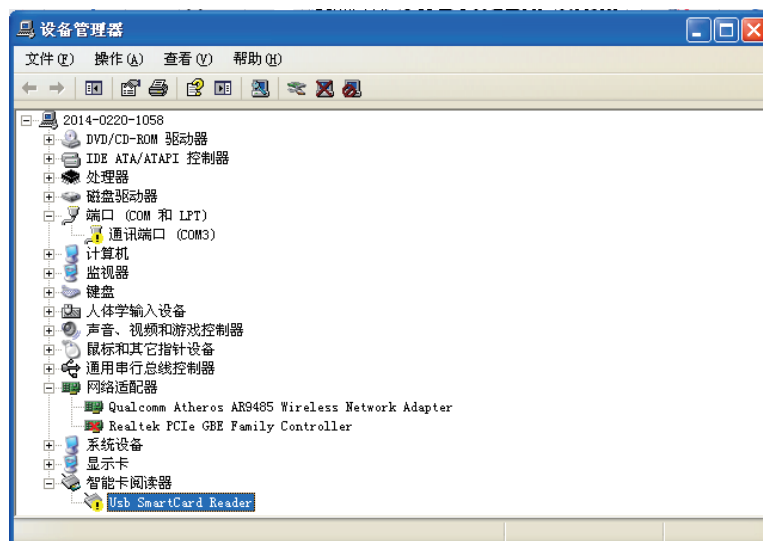 设备管理器
文件(F) 操作(A) 查看(V) 帮助(H)
2014-0220-1058
DVD/CD-ROM 驱动器
IDE ATA/ATAPI 控制器
处理器
磁盘驱动器
端口 (COM 和 LPT)
通讯端口 (COM3)
计算机
监视器
键盘
人体学输入设备
声音、视频和游戏控制器
鼠标和其它指针设备
通用串行总线控制器
网络适配器
Qualcomm Atheros AR9485 Wireless Network Adapter
Realtek PCIe GBE Family Controller
系统设备
显示卡
智能卡阅读器
Usb SmartCard Reader